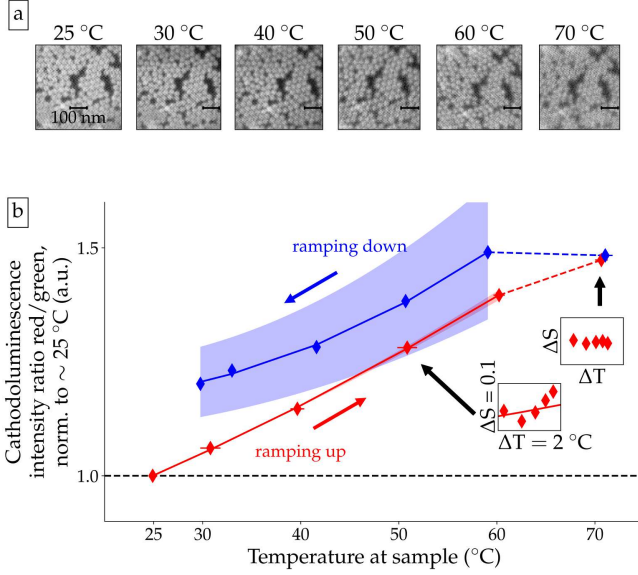 a
25 °C 30 °C 40 °C 50 °C 60 °C 70 °C
100 nm
b
Cathodoluminescence
intensity ratio red/green,
norm. to ~ 25 °C (a.u.)
1.5
1.0
ramping down
ramping up
ΔS
ΔT
ΔS = 0.1
ΔT = 2 °C
25 30 40 50 60 70
Temperature at sample (°C)